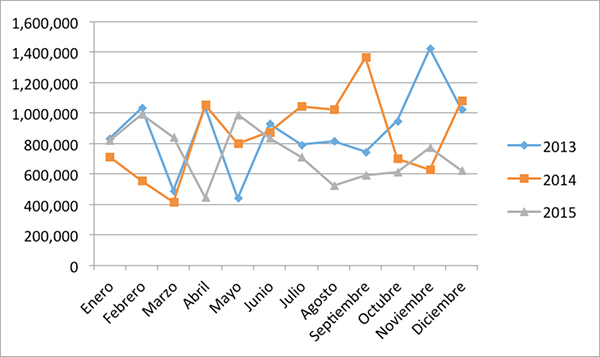 1,600,000
1,400,000
1,200,000
1,000,000
800,000
600,000
400,000
200,000
0
Enero
Febrero
Marzo
Abril
Mayo
Junio
Julio
Agosto
Septiembre
Octubre
Noviembre
Diciembre
2013
2014
2015